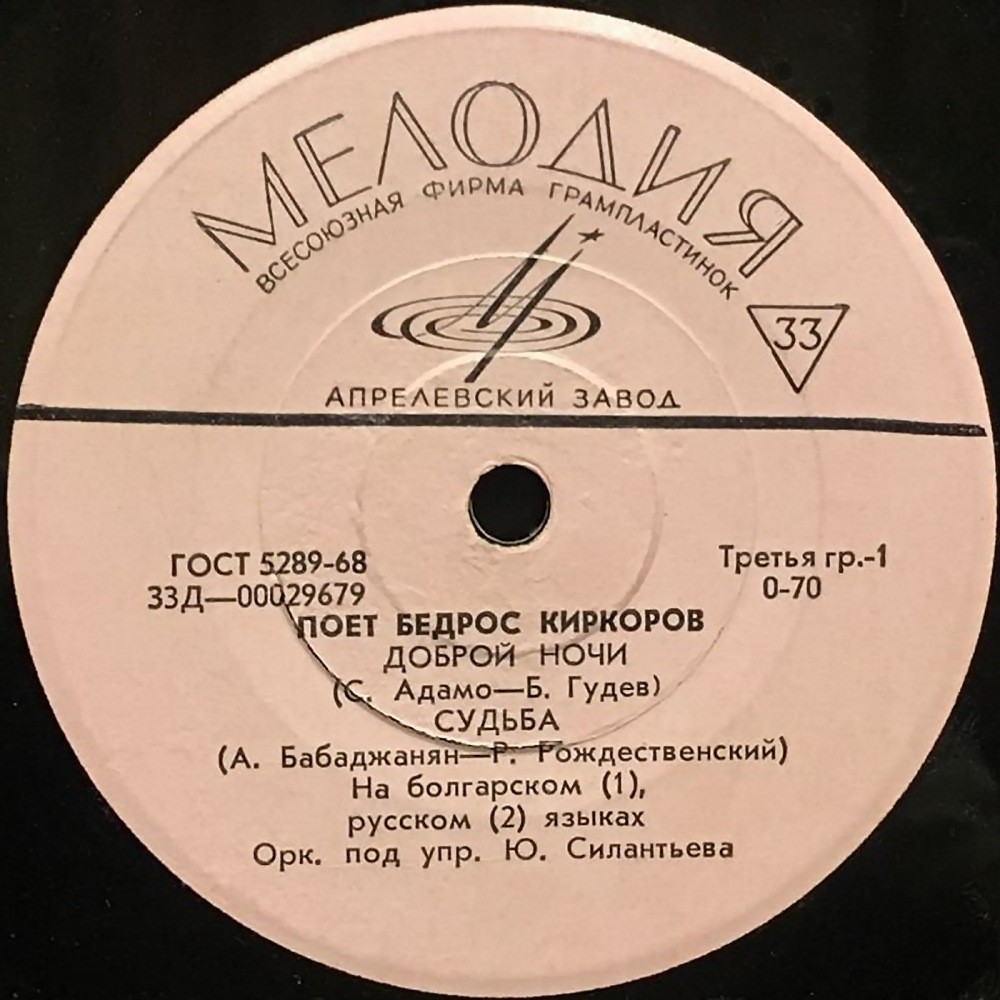 МЕЛОДИЯ
ВСЕСОЮЗНАЯ ФИРМА ГРАМПЛАСТИНОК
33
АПРЕЛЕВСКИЙ ЗАВОД
ГОСТ 5289-68
Третья гр.-1
33Д—00029679
0-70
ПОЕТ БЕДРОС КИРКОРОВ
ДОБРОЙ НОЧИ
(С. Адамо—Б. Гудев)
СУДЬБА
(А. Бабаджанян—Р. Рождественский)
На болгарском (1),
русском (2) языках
Орк. под упр. Ю. Силантьева